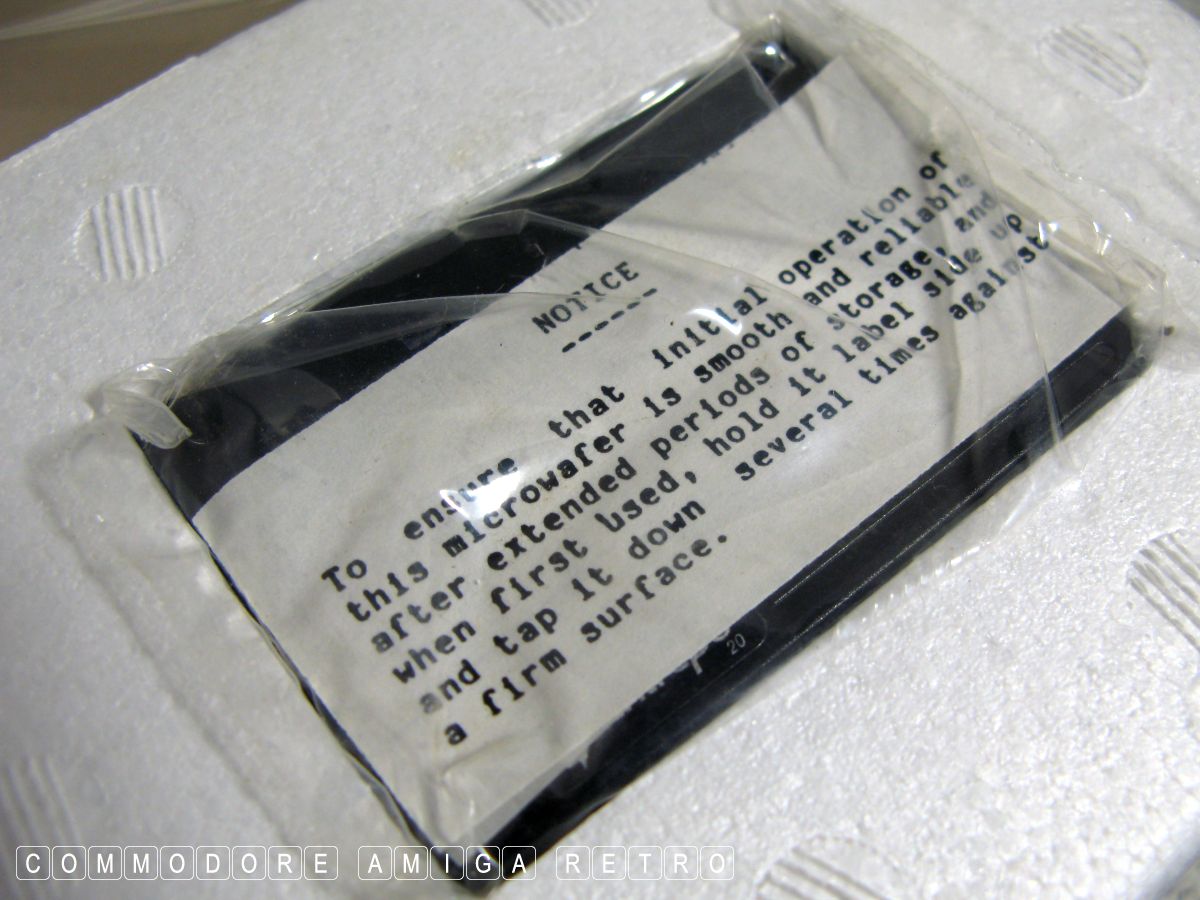 NOTICE
-----
To ensure that initial operation of
this microwafer is smooth and reliable
after extended periods of storage, and
when first used, hold it label side up
and tap it down several times against
a firm surface.
20
COMMODORE AMIGA RETRO